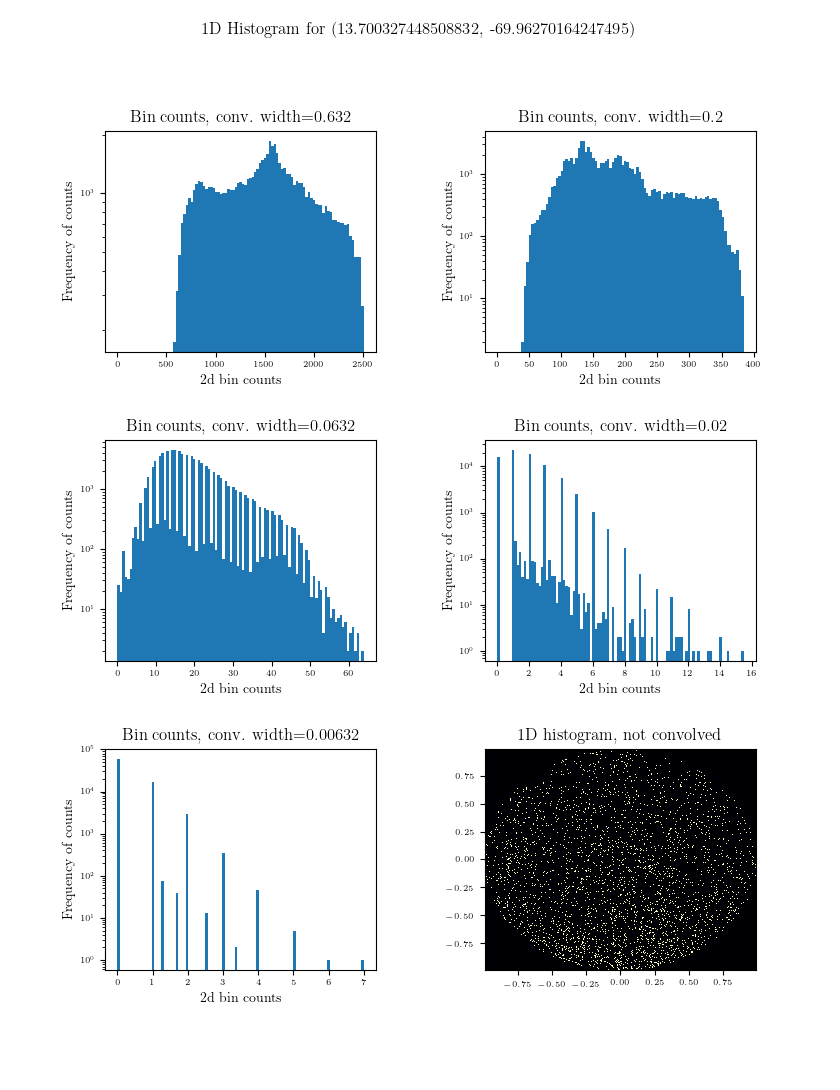 1D Histogram for (13.700327448508832, -69.96270164247495)
Bin counts, conv. width=0.632
Frequency of counts
10³
0 500 1000 1500 2000 2500
2d bin counts
Bin counts, conv. width=0.2
Frequency of counts
10³
10²
10¹
0 50 100 150 200 250 300 350 400
2d bin counts
Bin counts, conv. width=0.0632
Frequency of counts
10³
10²
10¹
0 10 20 30 40 50 60
2d bin counts
Bin counts, conv. width=0.02
Frequency of counts
10⁴
10³
10²
10¹
10⁰
0 2 4 6 8 10 12 14 16
2d bin counts
Bin counts, conv. width=0.00632
Frequency of counts
10⁵
10⁴
10³
10²
10¹
10⁰
0 1 2 3 4 5 6 7
2d bin counts
1D histogram, not convolved
0.75
0.50
0.25
0.00
−0.25
−0.50
−0.75
−0.75 −0.50 −0.25 0.00 0.25 0.50 0.75